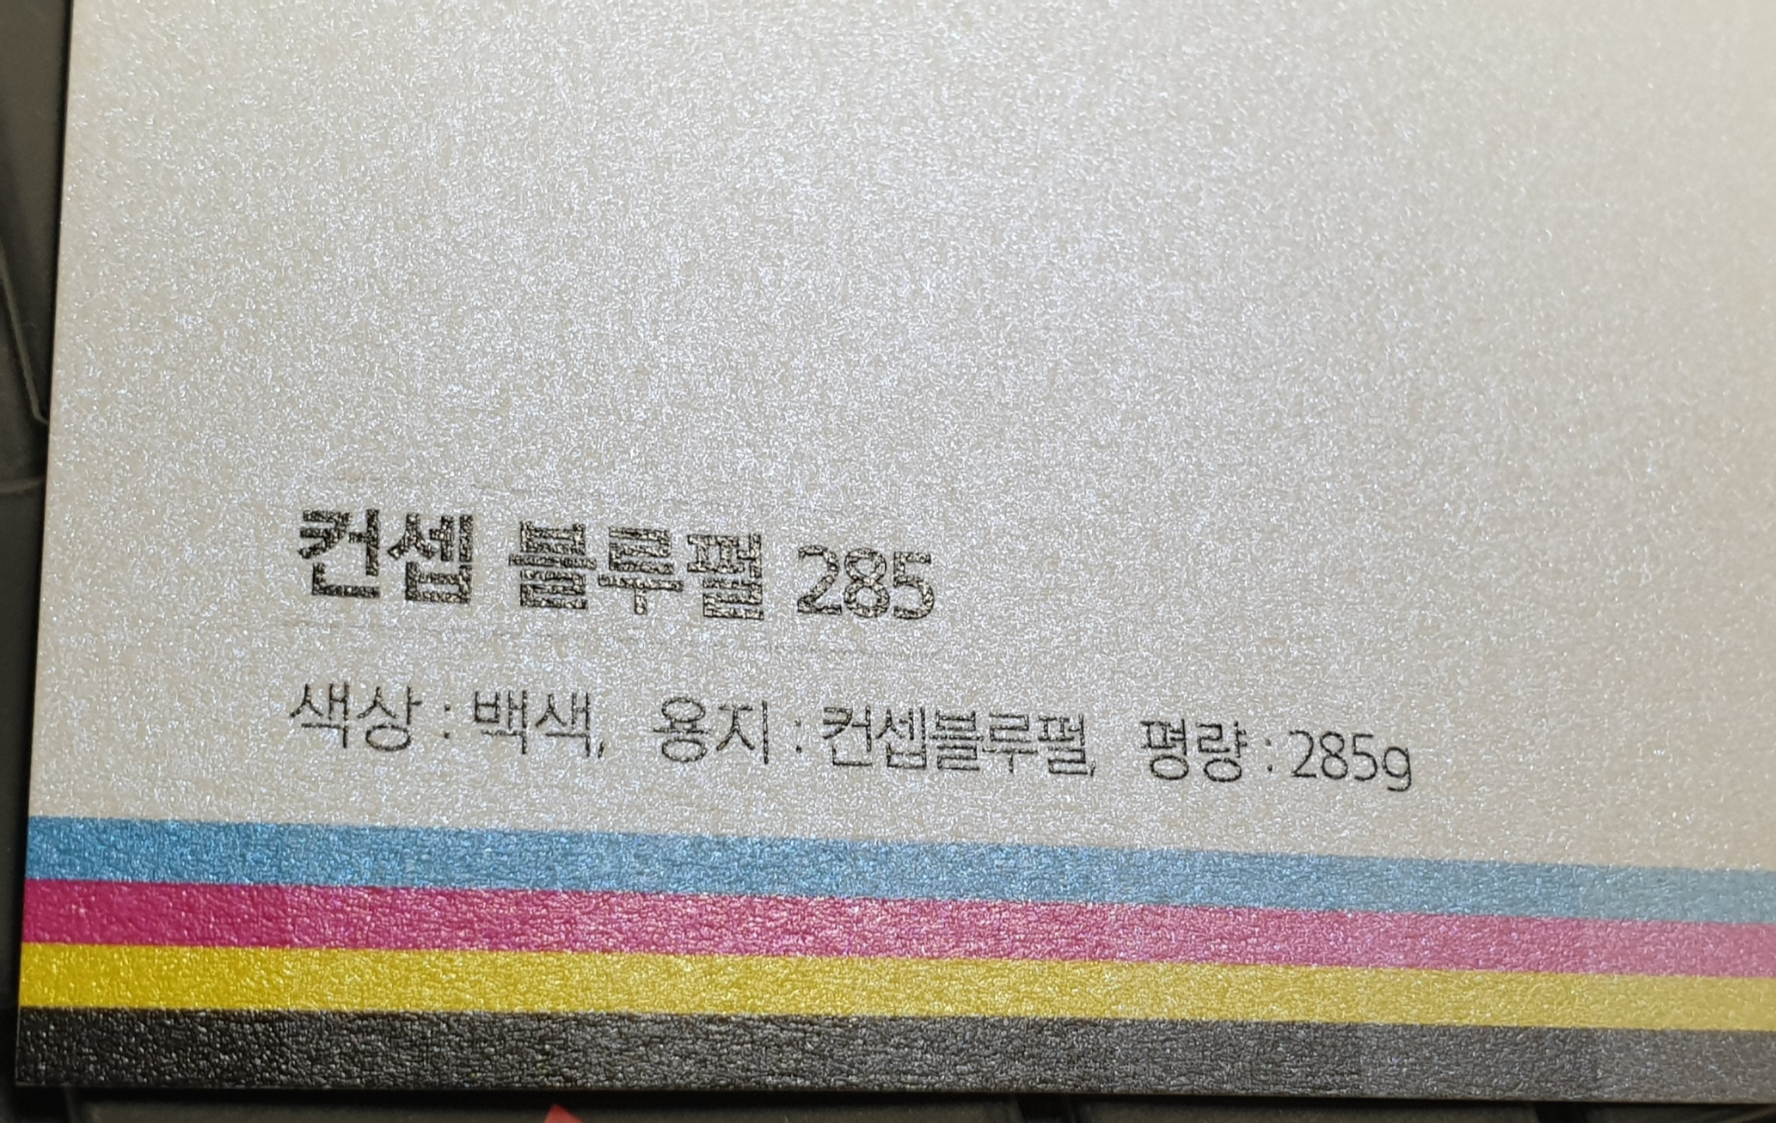 컨셉 블루펄 285
색상 : 백색, 용지 : 컨셉블루펄, 평량 : 285g